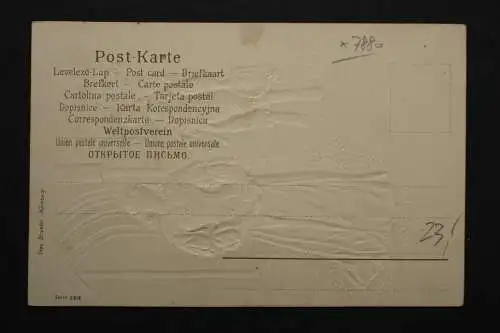 Post-Karte
Levelező-Lap – Post card – Briefkaart
Brefkort – Carte postale
Cartolina postale – Tarjeta postal
Dopisnice – Karta Korespondencyjna
Correspondenzkarte – Dopisnica
Weltpostverein
Union postale universelle – Unione postale universale
ОТКРЫТОЕ ПИСЬМО.
x 788
23,